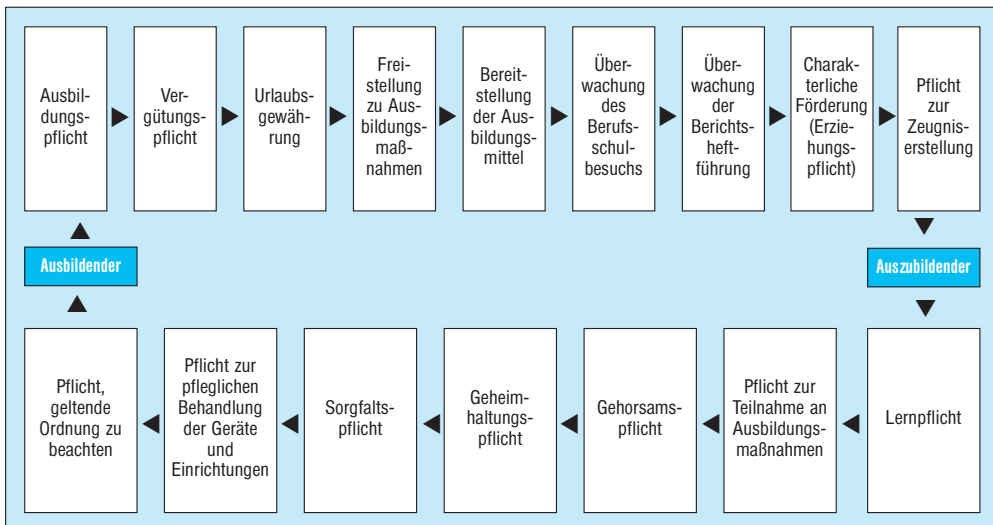 Ausbil-
dungs-
pflicht
Ver-
gütungs-
pflicht
Urlaubs-
gewäh-
rung
Frei-
stellung
zu Aus-
bildungs-
maß-
nahmen
Bereit-
stellung
der Aus-
bildungs-
mittel
Über-
wachung
des
Berufs-
schul-
besuchs
Über-
wachung
der
Berichts-
heft-
führung
Charak-
terliche
Förderung
(Erzie-
hungs-
pflicht)
Pflicht
zur
Zeugnis-
erstellung
Ausbildender
Auszubildender
Pflicht,
geltende
Ordnung zu
beachten
Pflicht zur
pfleglichen
Behandlung
der Geräte
und
Einrichtungen
Sorgfalts-
pflicht
Geheim-
haltungs-
pflicht
Gehorsams-
pflicht
Pflicht zur
Teilnahme an
Ausbildungs-
maßnahmen
Lernpflicht